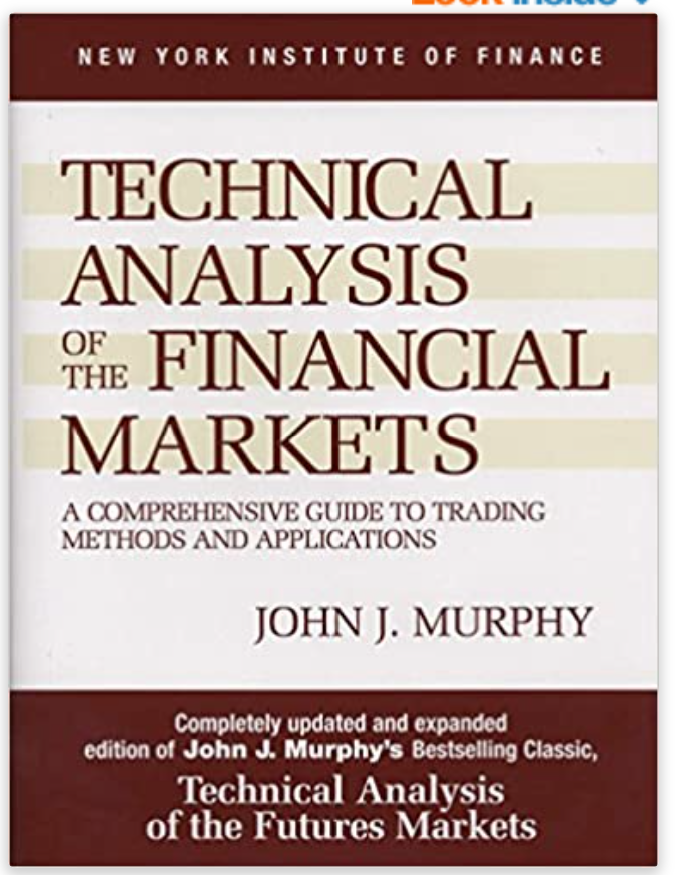 Look Inside
NEW YORK INSTITUTE OF FINANCE
TECHNICAL
ANALYSIS
OF THE FINANCIAL
MARKETS
A COMPREHENSIVE GUIDE TO TRADING
METHODS AND APPLICATIONS
JOHN J. MURPHY
Completely updated and expanded
edition of John J. Murphy's Bestselling Classic,
Technical Analysis
of the Futures Markets